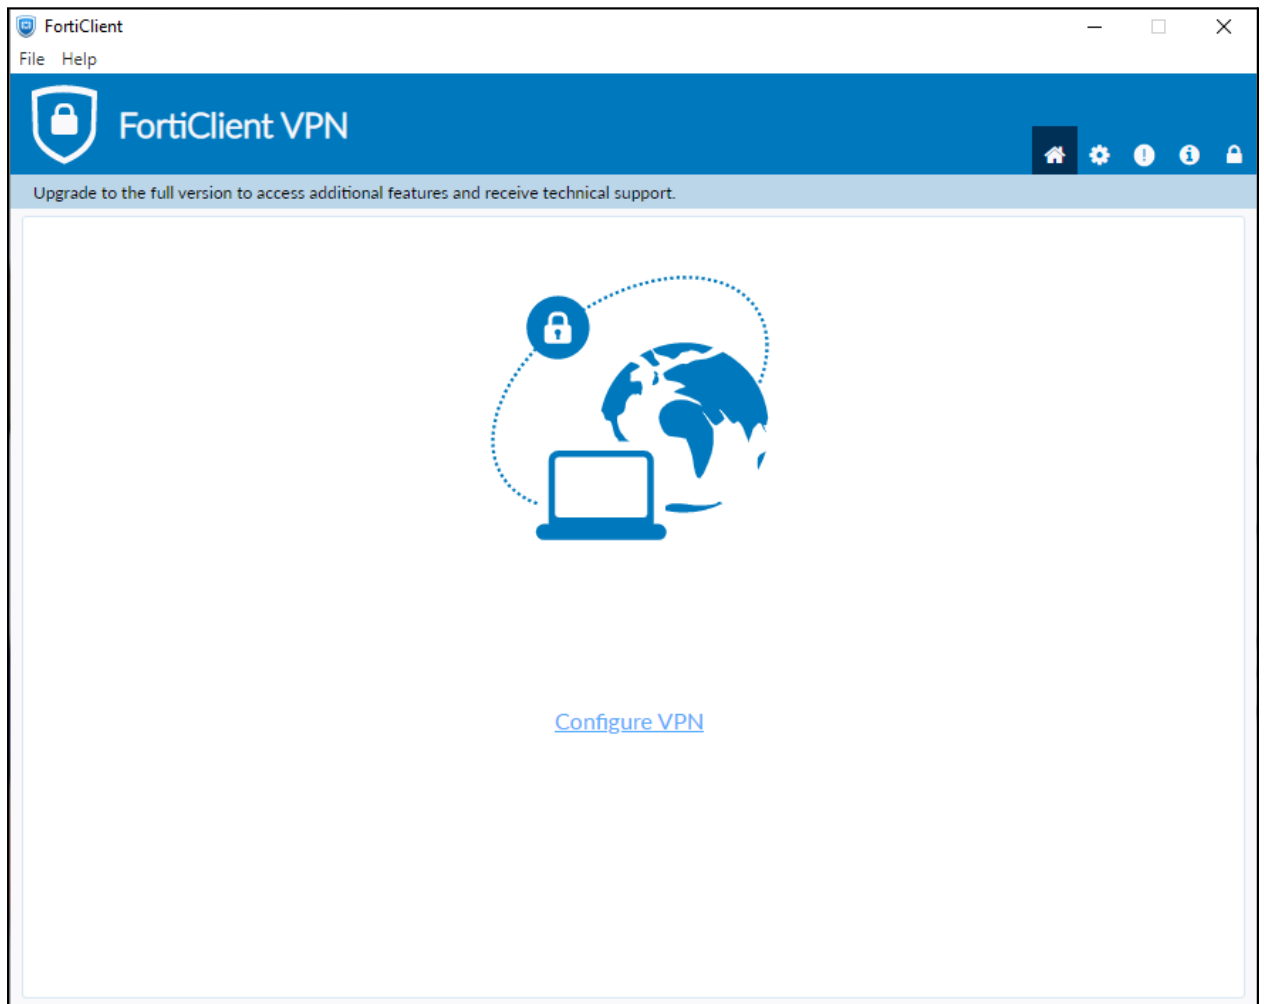 FortiClient
File Help
FortiClient VPN
Upgrade to the full version to access additional features and receive technical support.
Configure VPN